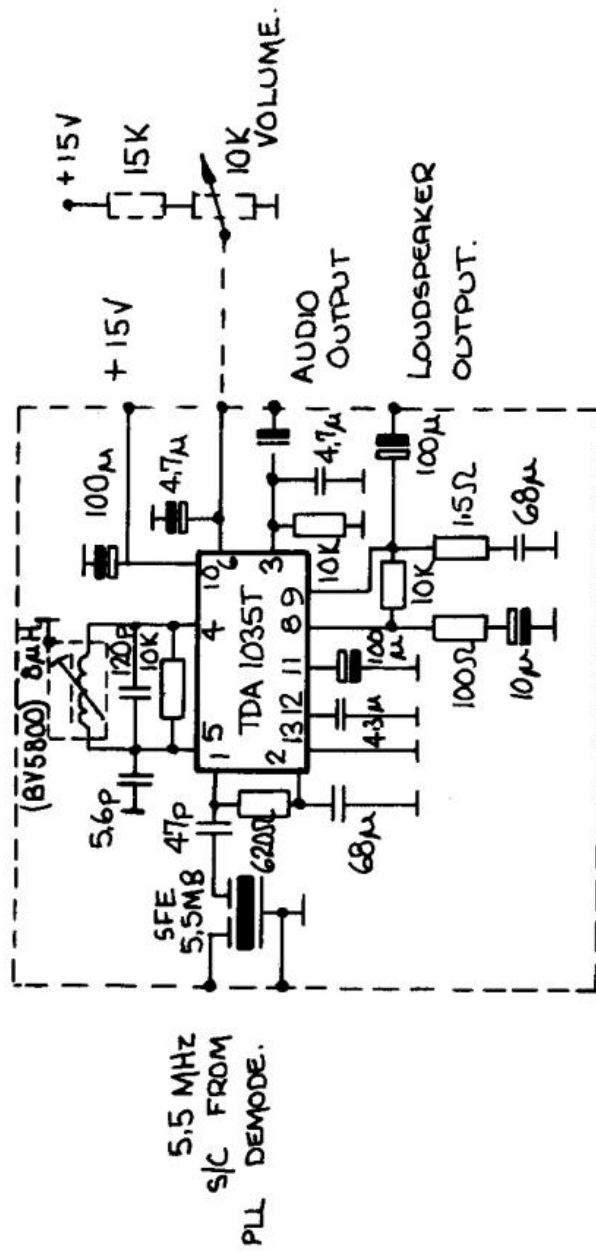 5.5 MHZ
S/C FROM
PLL DEMODE.
SFE
5,5MB
47p
620Ω
68μ
5.6p
(BV5800) 8μH
120p
10K
100μ
4.7μ
+15V
+15V
15K
10K
VOLUME.
TDA 1035T
1
5
4
10
6
3
2
13
12
11
8
9
4.7μ
10K
AUDIO
OUTPUT
100μ
LOUDSPEAKER
OUTPUT.
4.3μ
100
μ
10K
1.5Ω
68μ
100Ω
10μ